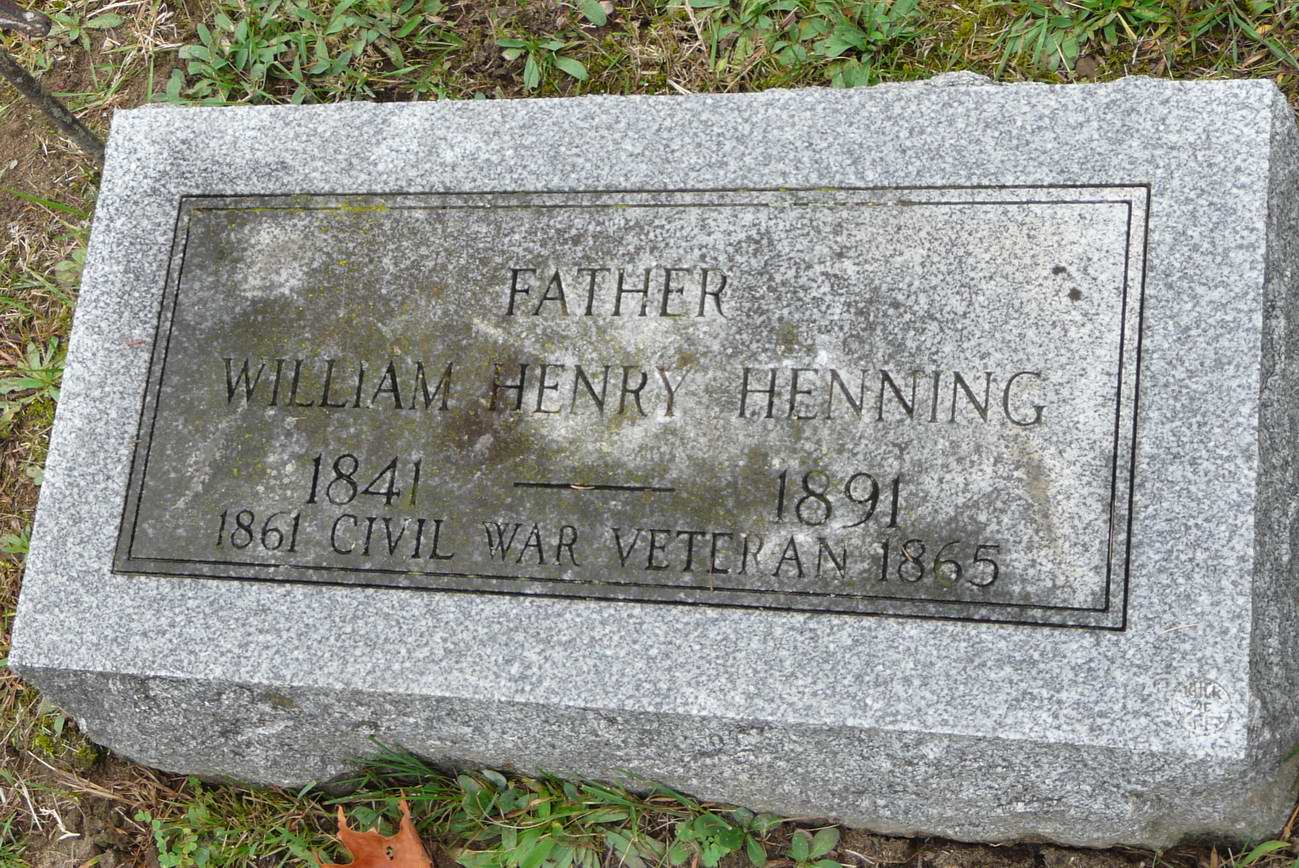 FATHER
WILLIAM HENRY HENNING
1841 — 1891
1861 CIVIL WAR VETERAN 1865